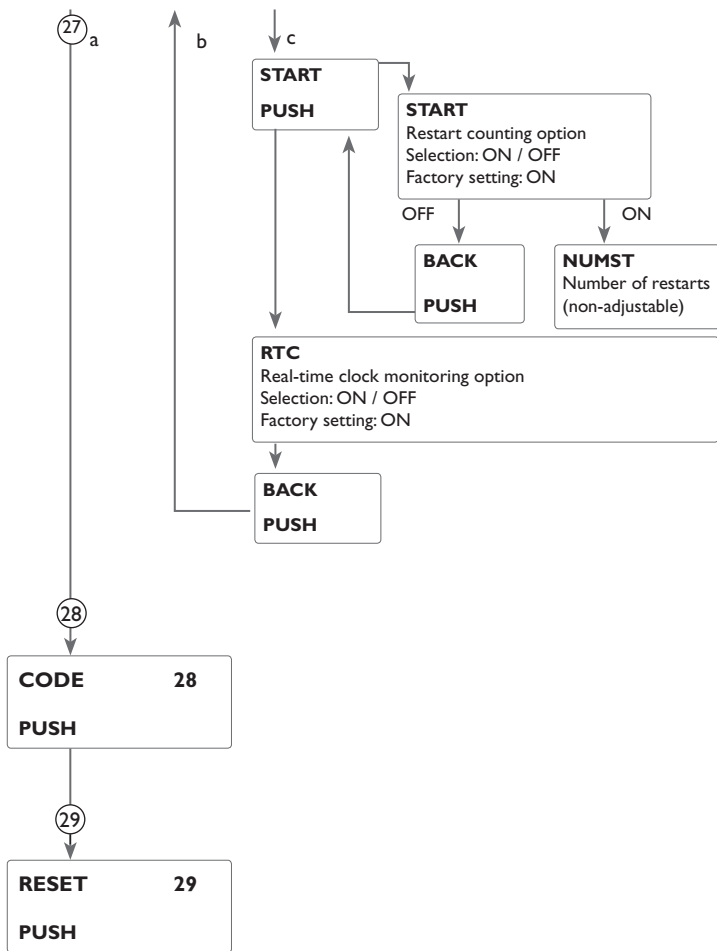 27
a
b
c
START
PUSH
START
Restart counting option
Selection: ON / OFF
Factory setting: ON
OFF
ON
BACK
PUSH
NUMST
Number of restarts
(non-adjustable)
RTC
Real-time clock monitoring option
Selection: ON / OFF
Factory setting: ON
BACK
PUSH
28
CODE 28
PUSH
29
RESET 29
PUSH